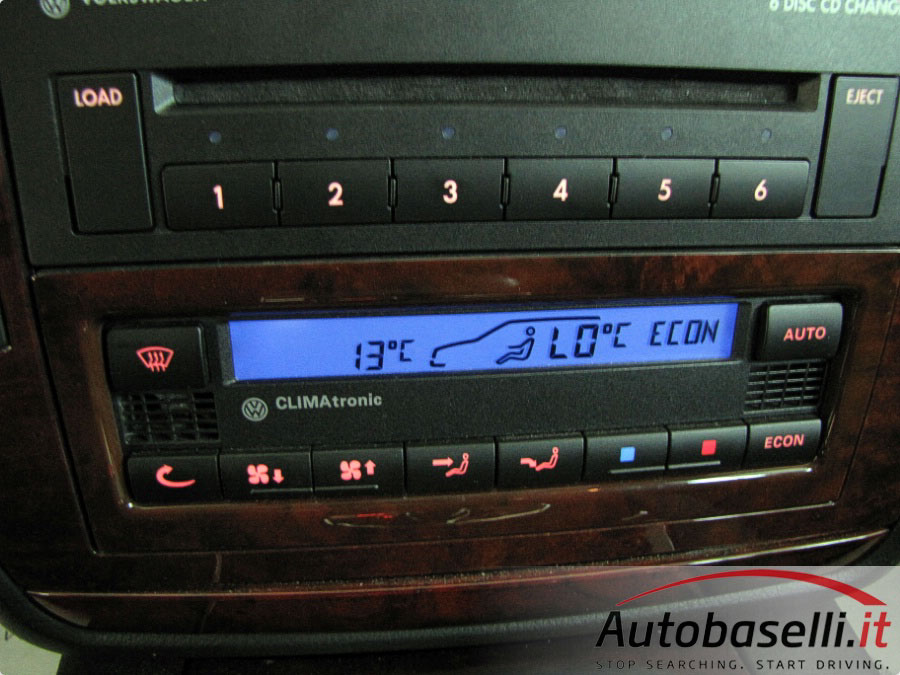 VOLKSWAGEN
6 DISC CD CHANG
LOAD
EJECT
1 2 3 4 5 6
13°C LO°C ECON
AUTO
CLIMAtronic
ECON
Autobaselli.it
STOP SEARCHING. START DRIVING.